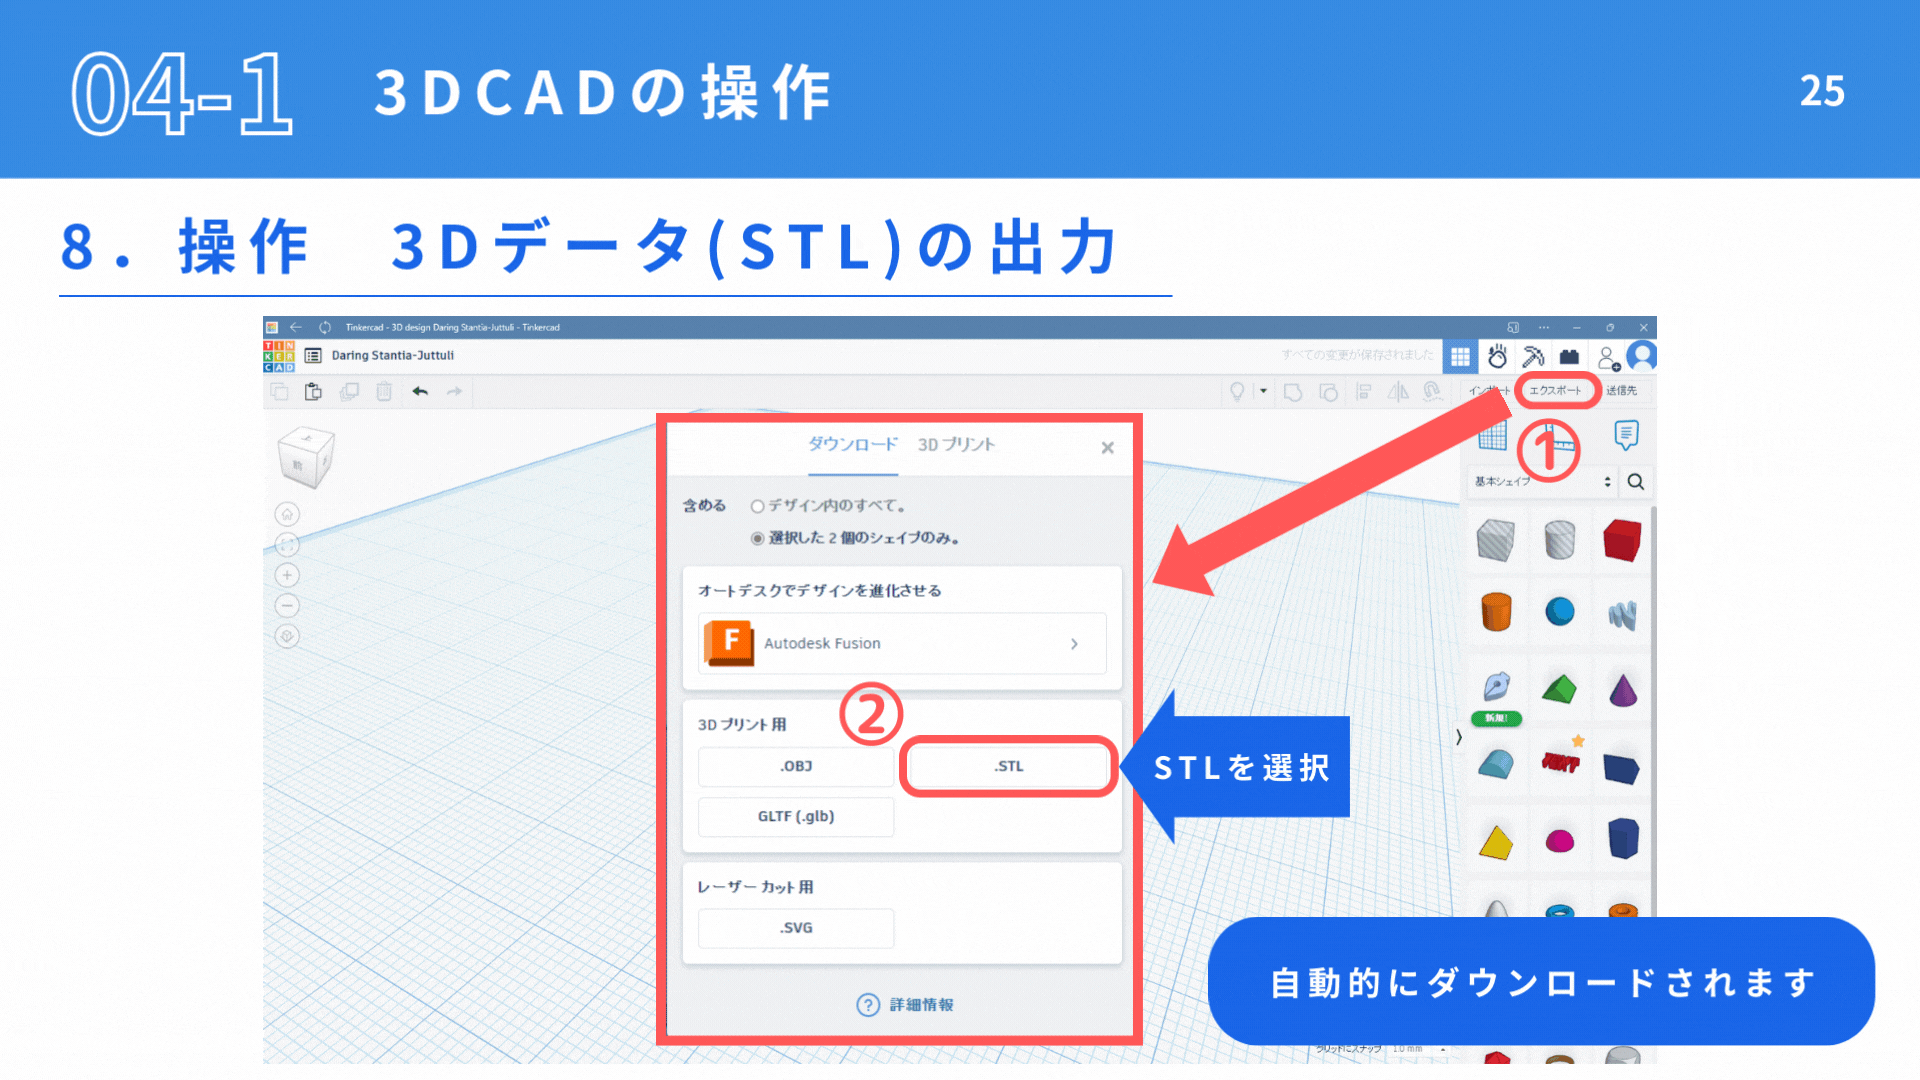 04-1 3DCADの操作
25
8. 操作 3Dデータ(STL)の出力
Tinkercad - 3D design Daring Stantia-Juttuli - Tinkercad
TINKERCAD
Daring Stantia-Juttuli
すべての変更が保存されました
インポート エクスポート 送信先
①
ダウンロード 3D プリント
基本シェイプ
含める デザイン内のすべて。
選択した 2 個のシェイプのみ。
オートデスクでデザインを進化させる
F Autodesk Fusion
新規!
②
3D プリント用
.OBJ .STL
STLを選択
GLTF (.glb)
レーザーカット用
.SVG
? 詳細情報
自動的にダウンロードされます
グリッドにスナップ 1.0 mm